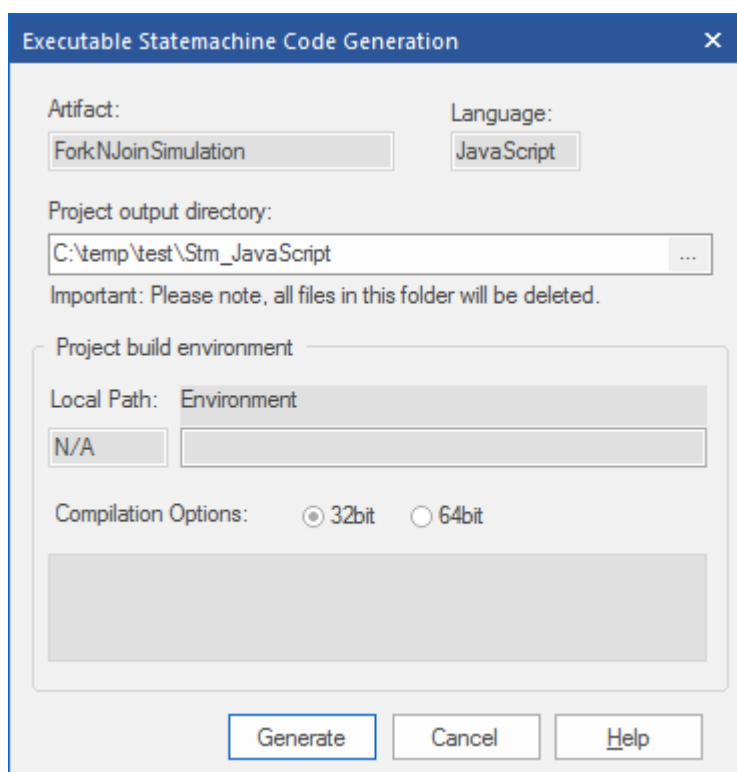 Executable Statemachine Code Generation
Artifact:
Language:
ForkNJoinSimulation
JavaScript
Project output directory:
C:\temp\test\Stm_JavaScript
...
Important: Please note, all files in this folder will be deleted.
Project build environment
Local Path:
Environment
N/A
Compilation Options:
32bit
64bit
Generate
Cancel
Help